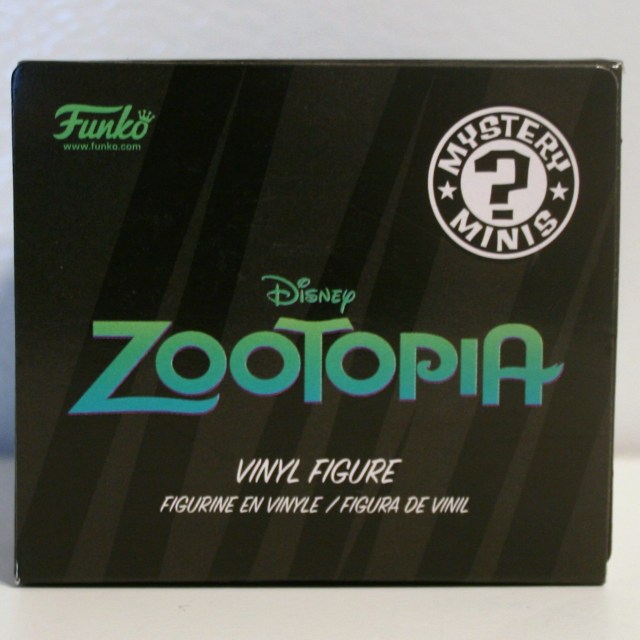 Funko
www.funko.com
MYSTERY
?
MINIS
Disney
ZOOTOPIA
VINYL FIGURE
FIGURINE EN VINYLE / FIGURA DE VINIL